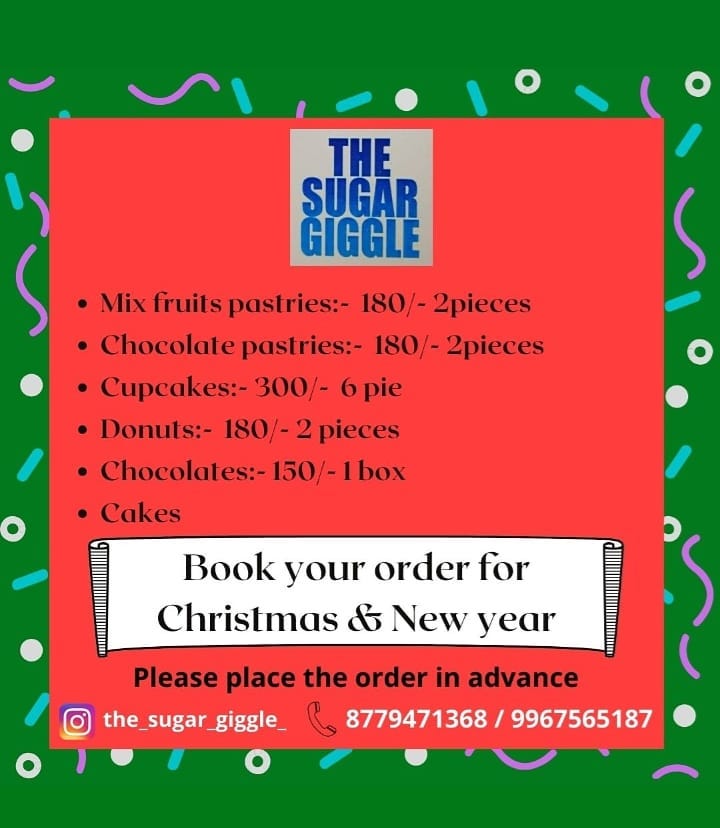 THE
SUGAR
GIGGLE
• Mix fruits pastries:- 180/- 2pieces
• Chocolate pastries:- 180/- 2pieces
• Cupcakes:- 300/- 6 pie
• Donuts:- 180/- 2 pieces
• Chocolates:- 150/- 1 box
• Cakes
Book your order for
Christmas & New year
Please place the order in advance
the_sugar_giggle_ 8779471368 / 9967565187